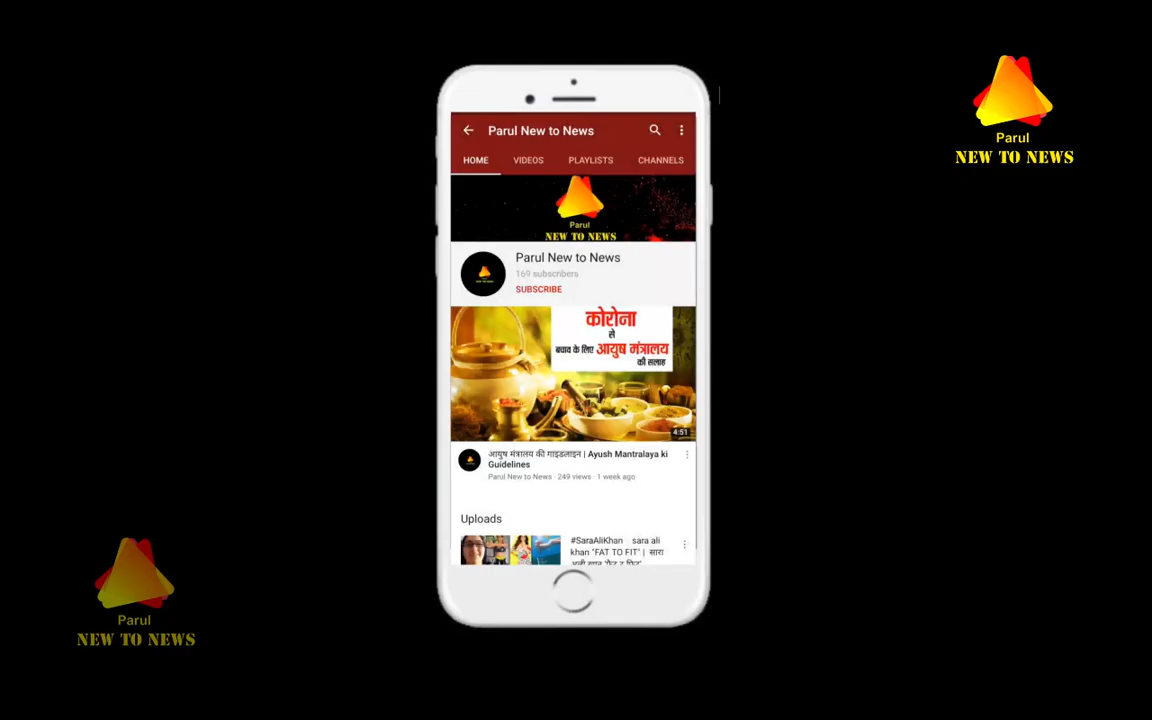 Parul New to News
HOME VIDEOS PLAYLISTS CHANNELS
Parul
NEW TO NEWS
Parul New to News
169 subscribers
SUBSCRIBE
कोरोना
से
बचाव के लिए आयुष मंत्रालय
की सलाह
4:51
आयुष मंत्रालय की गाइडलाइन | Ayush Mantralaya ki
Guidelines
Parul New to News · 249 views · 1 week ago
Uploads
#SaraAliKhan sara ali
khan "FAT TO FIT" | सारा
अली खान 'फैट टू फिट'
Parul
NEW TO NEWS
Parul
NEW TO NEWS